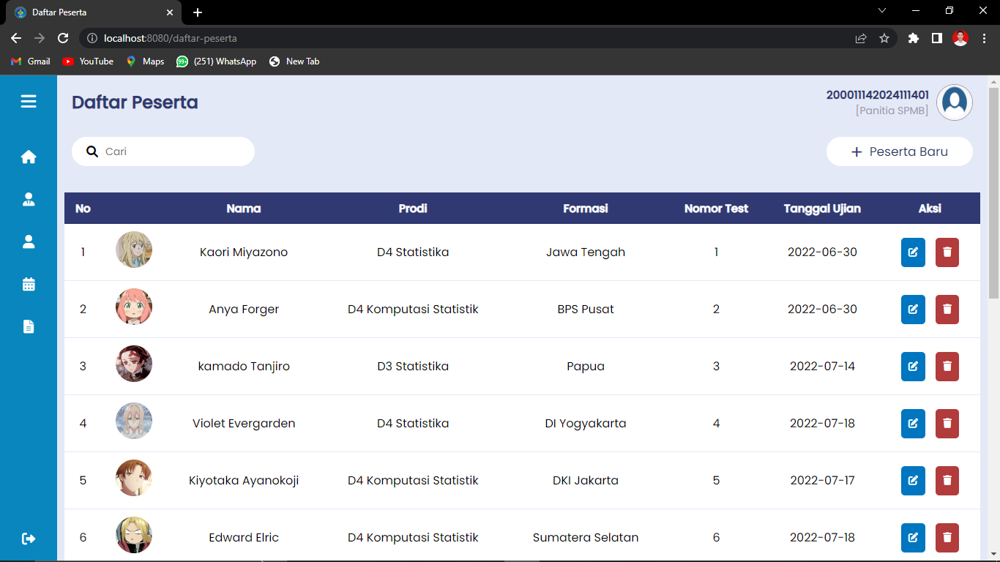 Daftar Peserta
localhost:8080/daftar-peserta
Gmail YouTube Maps 99+ (251) WhatsApp New Tab
Daftar Peserta
200011142024111401
[Panitia SPMB]
Cari
+ Peserta Baru
No Nama Prodi Formasi Nomor Test Tanggal Ujian Aksi
1 Kaori Miyazono D4 Statistika Jawa Tengah 1 2022-06-30
2 Anya Forger D4 Komputasi Statistik BPS Pusat 2 2022-06-30
3 kamado Tanjiro D3 Statistika Papua 3 2022-07-14
4 Violet Evergarden D4 Statistika DI Yogyakarta 4 2022-07-18
5 Kiyotaka Ayanokoji D4 Komputasi Statistik DKI Jakarta 5 2022-07-17
6 Edward Elric D4 Komputasi Statistik Sumatera Selatan 6 2022-07-18